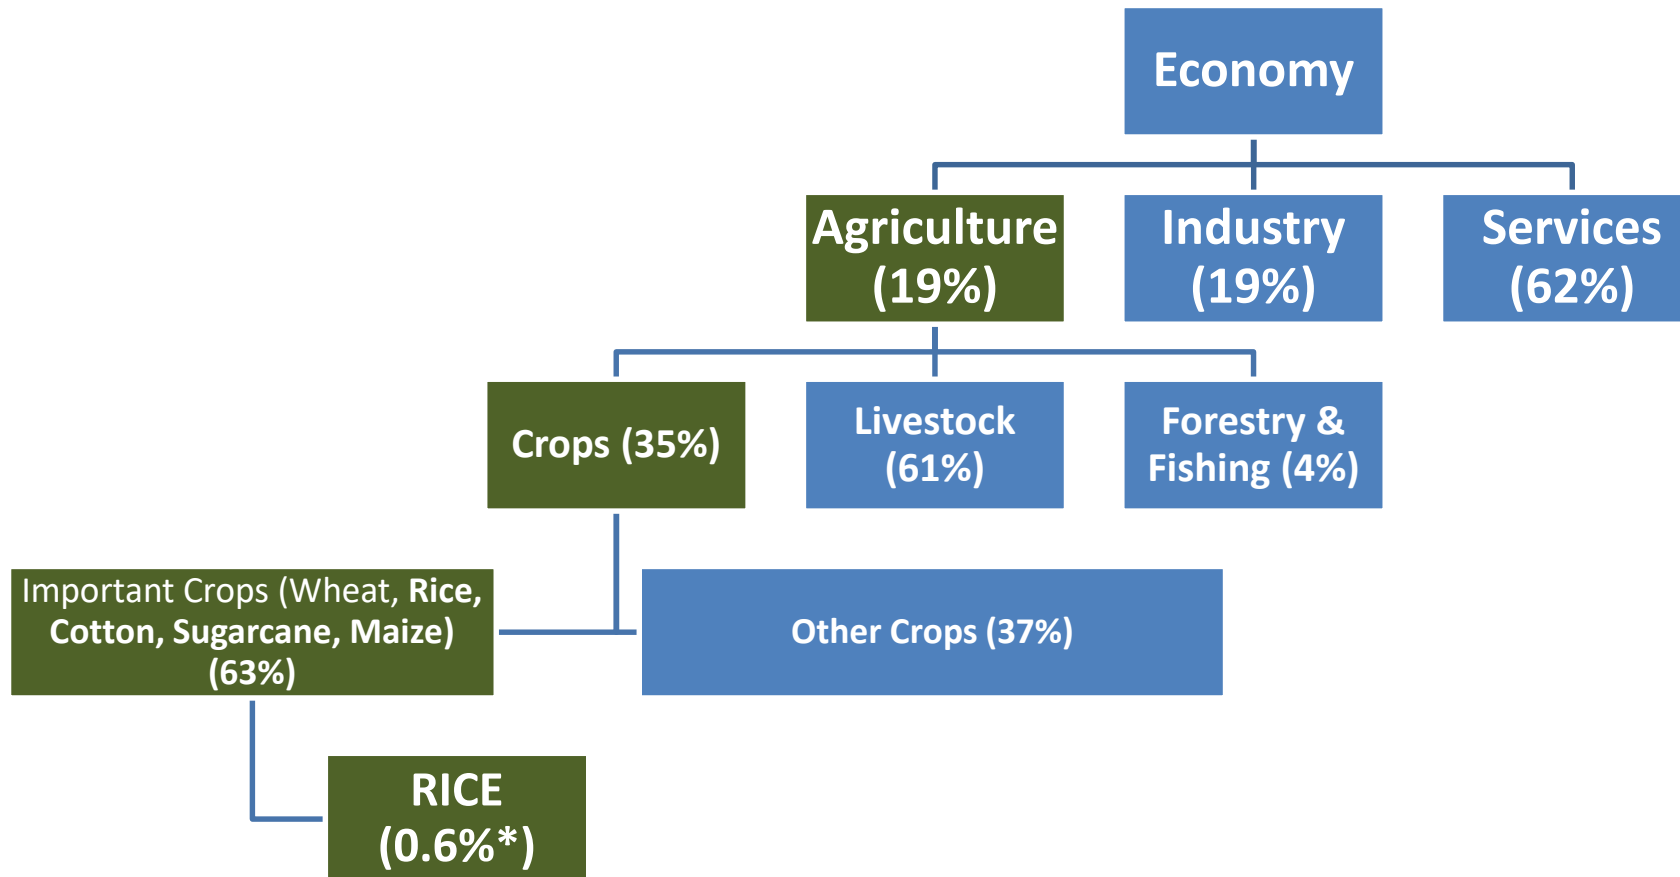 Economy
Agriculture
(19%)
Industry
(19%)
Services
(62%)
Crops (35%)
Livestock
(61%)
Forestry &
Fishing (4%)
Important Crops (Wheat, Rice,
Cotton, Sugarcane, Maize)
(63%)
Other Crops (37%)
RICE
(0.6%*)